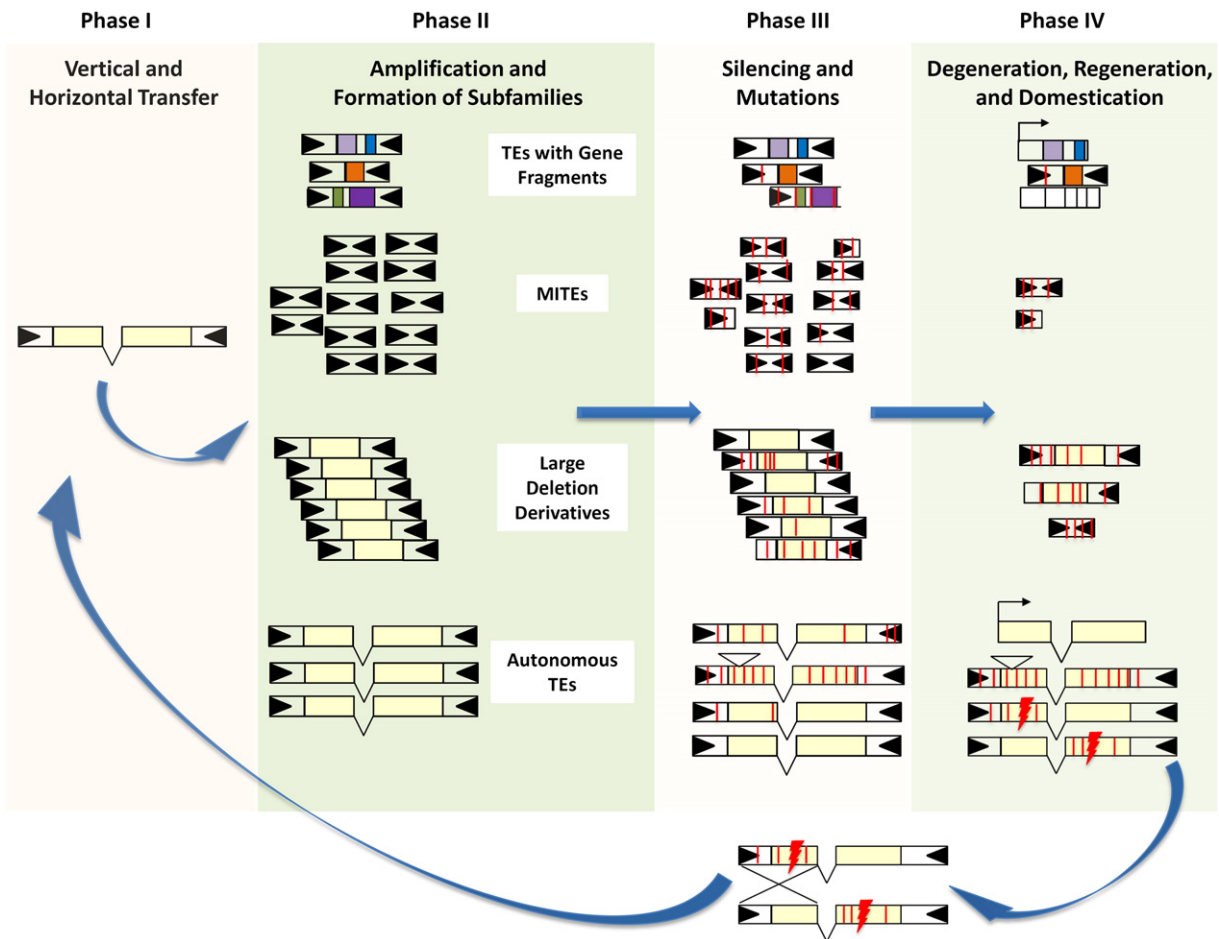 Phase I
Phase II
Phase III
Phase IV
Vertical and
Horizontal Transfer
Amplification and
Formation of Subfamilies
Silencing and
Mutations
Degeneration, Regeneration,
and Domestication
TEs with Gene
Fragments
MITEs
Large
Deletion
Derivatives
Autonomous
TEs